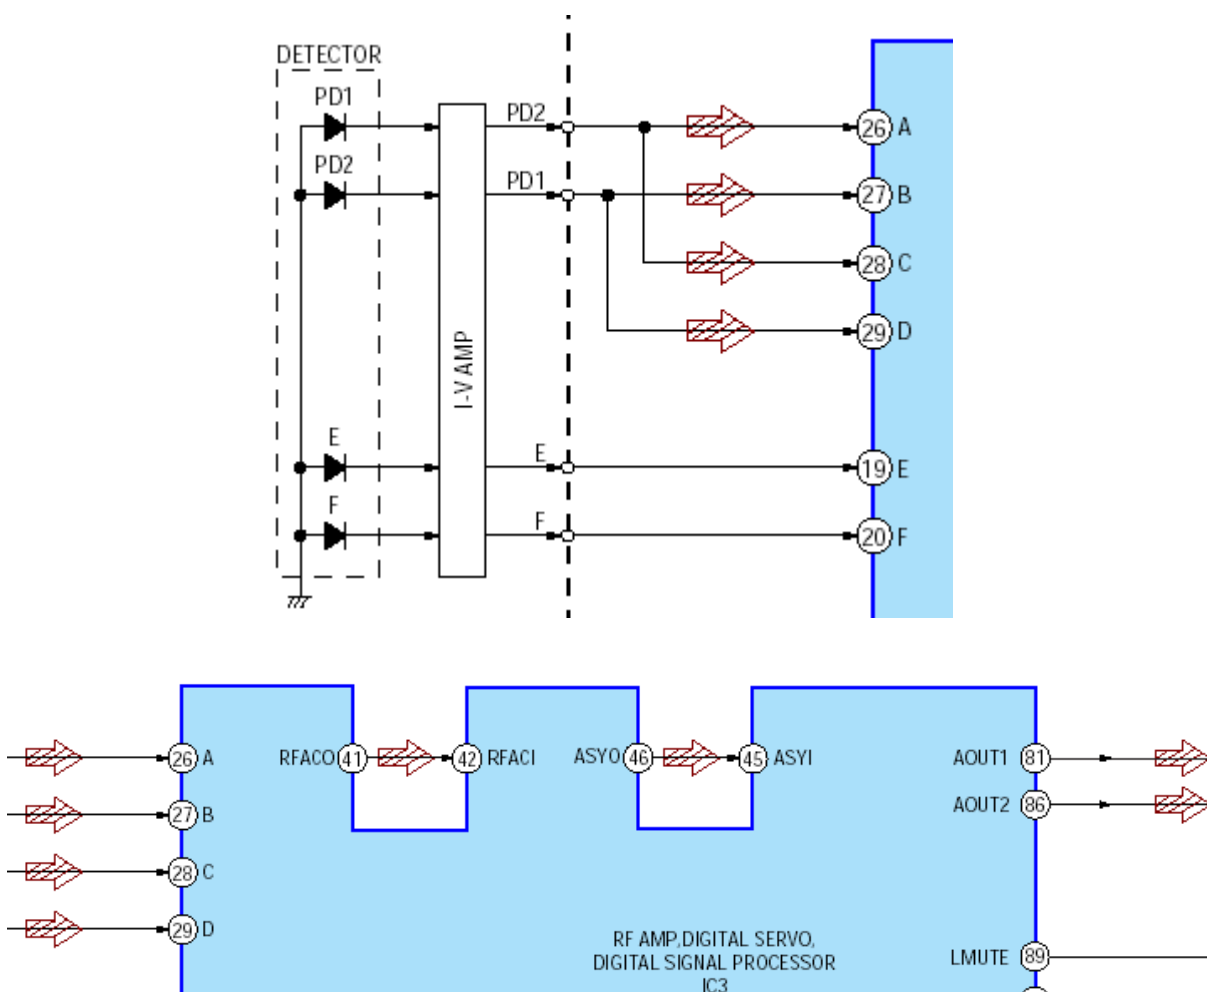 DETECTOR
PD1
PD2
PD2
PD1
I-V AMP
26 A
27 B
28 C
29 D
E
E
19 E
F
F
20 F
26 A
RFACO 41
42 RFACI
ASYO 46
45 ASYI
AOUT1 81
27 B
AOUT2 86
28 C
29 D
RF AMP,DIGITAL SERVO,
DIGITAL SIGNAL PROCESSOR
IC3
LMUTE 89